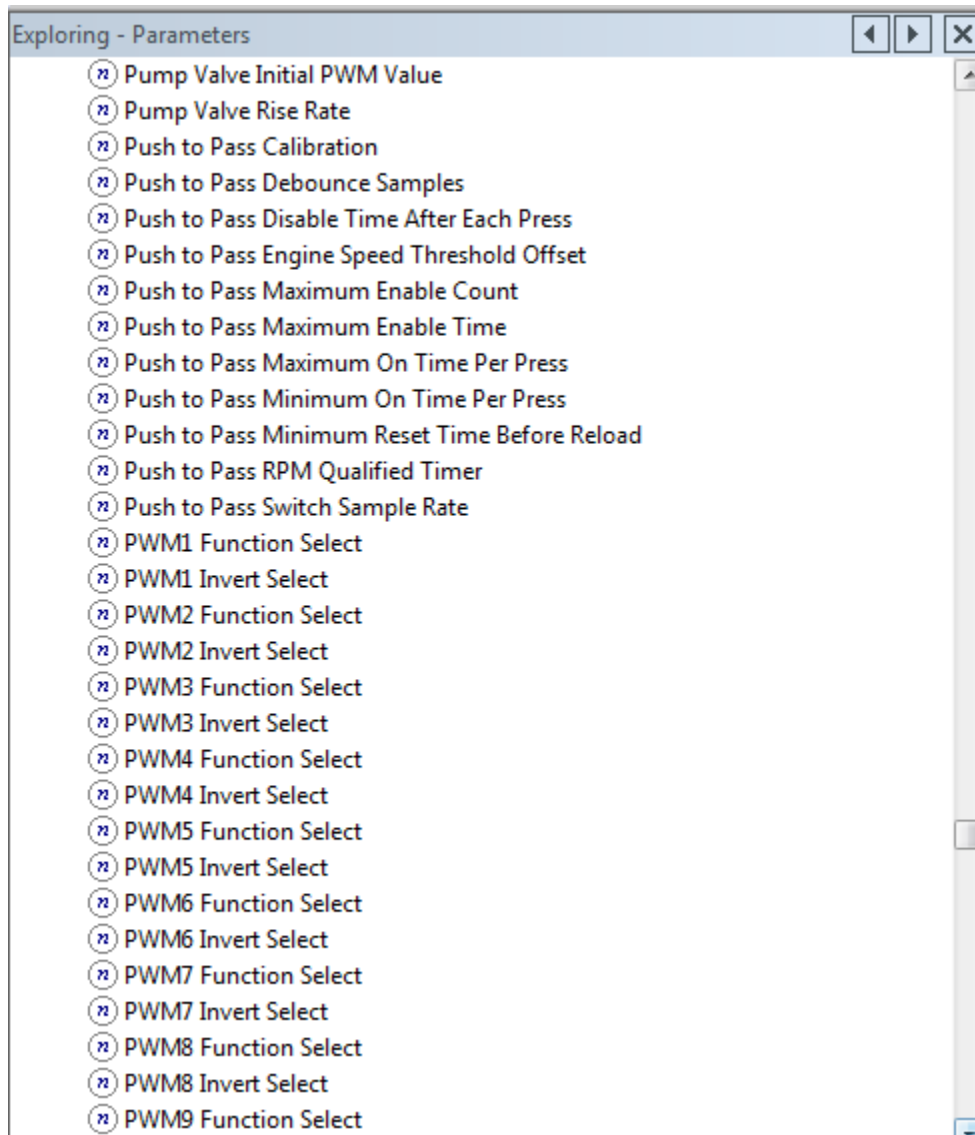 Exploring - Parameters
Pump Valve Initial PWM Value
Pump Valve Rise Rate
Push to Pass Calibration
Push to Pass Debounce Samples
Push to Pass Disable Time After Each Press
Push to Pass Engine Speed Threshold Offset
Push to Pass Maximum Enable Count
Push to Pass Maximum Enable Time
Push to Pass Maximum On Time Per Press
Push to Pass Minimum On Time Per Press
Push to Pass Minimum Reset Time Before Reload
Push to Pass RPM Qualified Timer
Push to Pass Switch Sample Rate
PWM1 Function Select
PWM1 Invert Select
PWM2 Function Select
PWM2 Invert Select
PWM3 Function Select
PWM3 Invert Select
PWM4 Function Select
PWM4 Invert Select
PWM5 Function Select
PWM5 Invert Select
PWM6 Function Select
PWM6 Invert Select
PWM7 Function Select
PWM7 Invert Select
PWM8 Function Select
PWM8 Invert Select
PWM9 Function Select